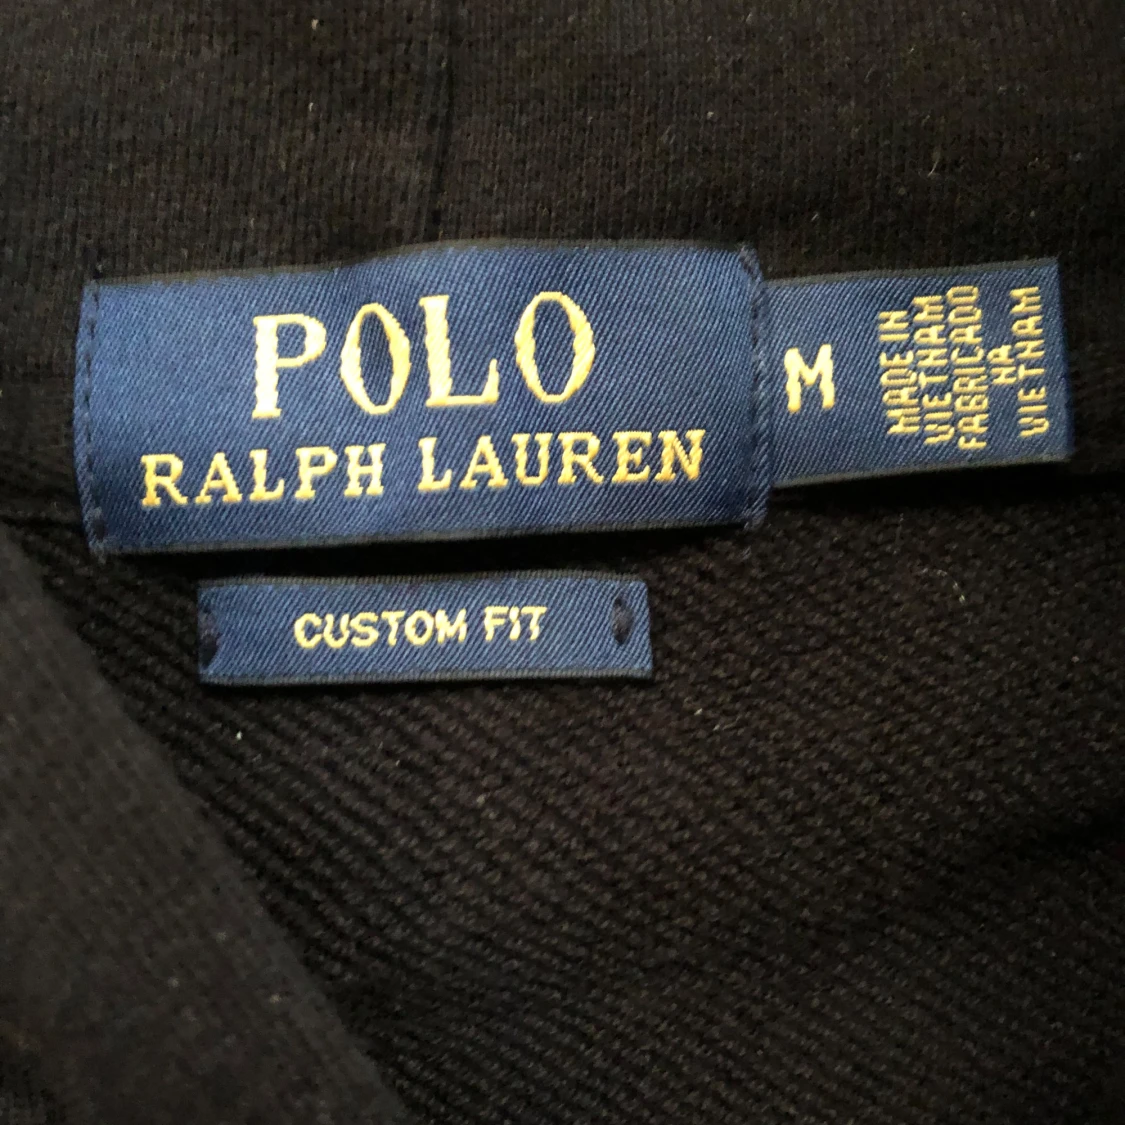 POLO
RALPH LAUREN
M
MADE IN
VIETNAM
FABRICADO
NA
VIETNAM
CUSTOM FIT